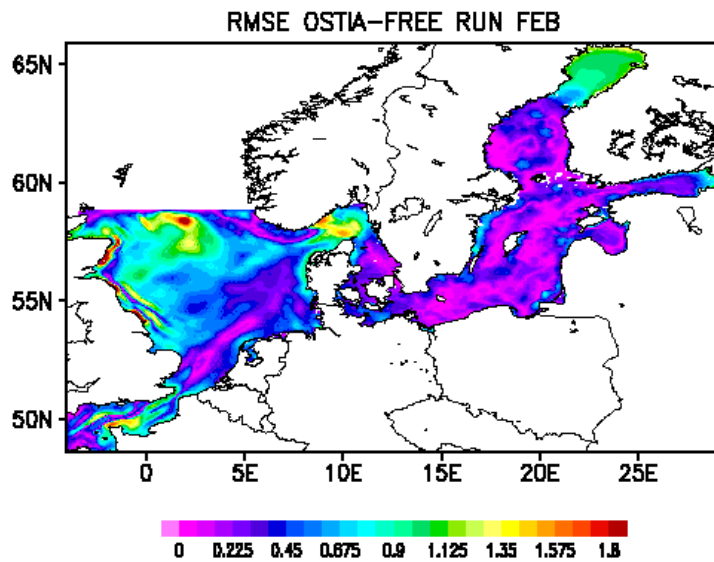 RMSE OSTIA-FREE RUN FEB
65N
60N
55N
50N
0 5E 10E 15E 20E 25E
0 0.225 0.45 0.675 0.9 1.125 1.35 1.575 1.8